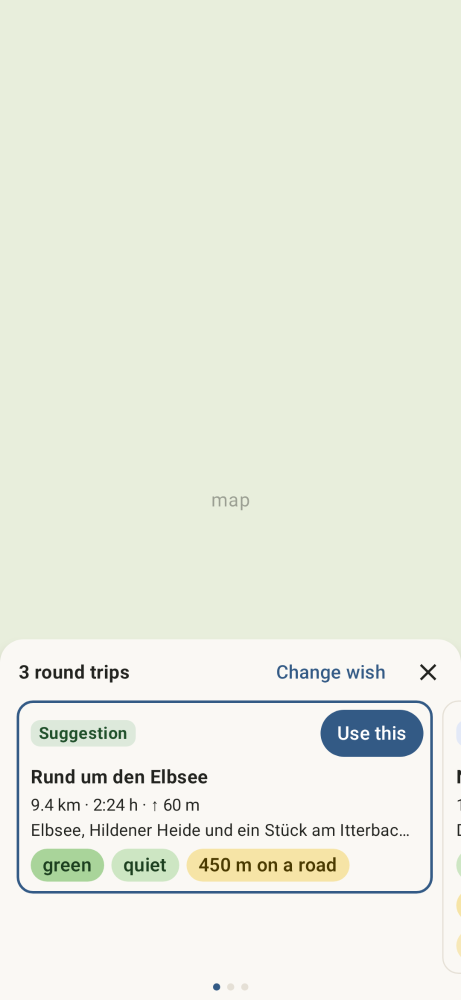 map
3 round trips
Change wish
Suggestion
Use this
Rund um den Elbsee
9.4 km · 2:24 h · ↑ 60 m
Elbsee, Hildener Heide und ein Stück am Itterbac…
green
quiet
450 m on a road